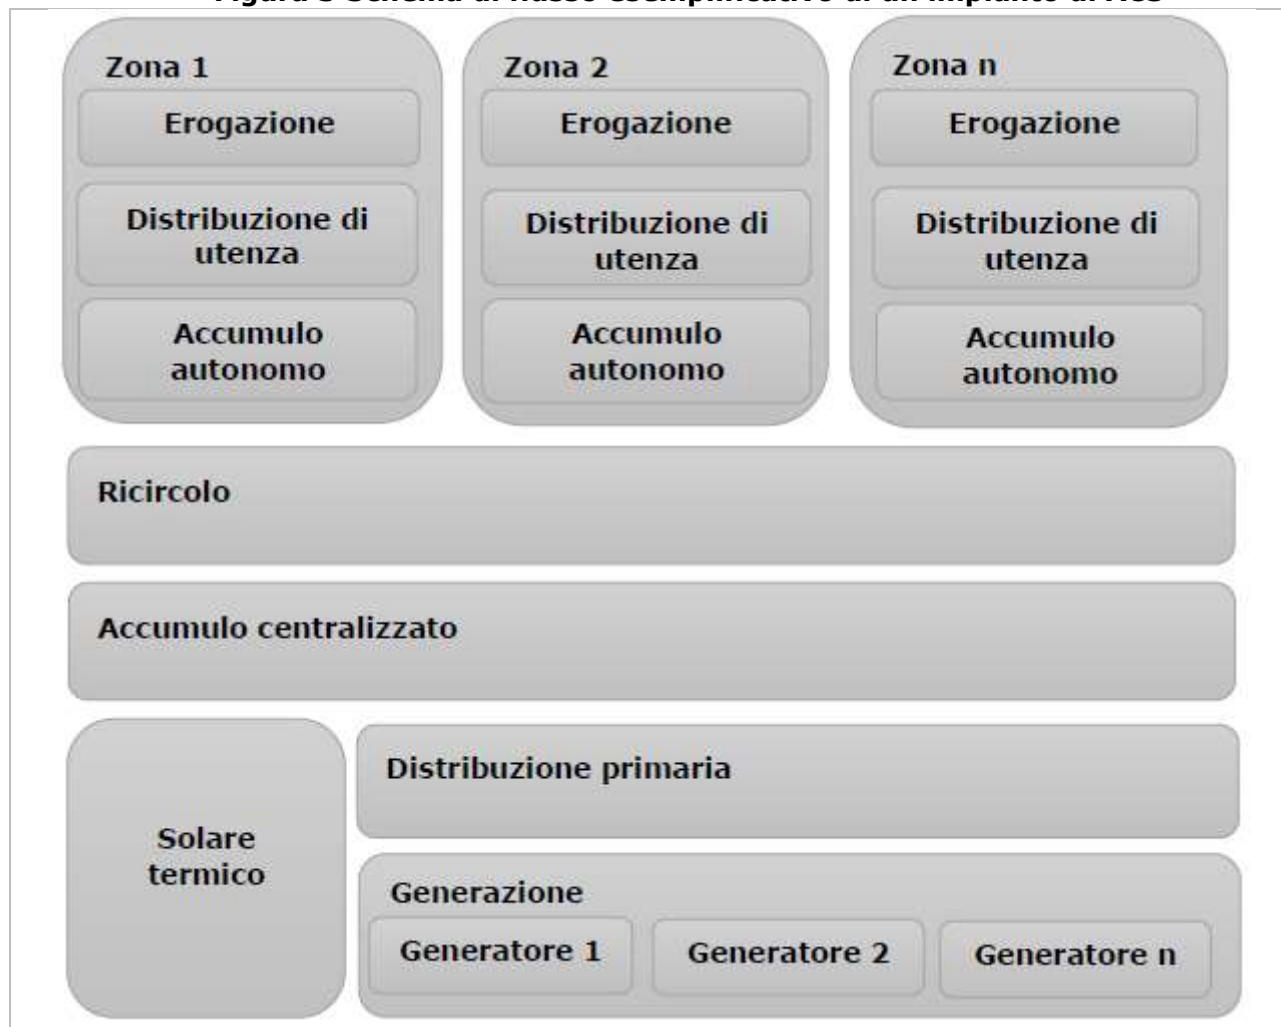 Zona 1
Erogazione
Distribuzione di
utenza
Accumulo
autonomo
Zona 2
Erogazione
Distribuzione di
utenza
Accumulo
autonomo
Zona n
Erogazione
Distribuzione di
utenza
Accumulo
autonomo
Ricircolo
Accumulo centralizzato
Solare
termico
Distribuzione primaria
Generazione
Generatore 1
Generatore 2
Generatore n